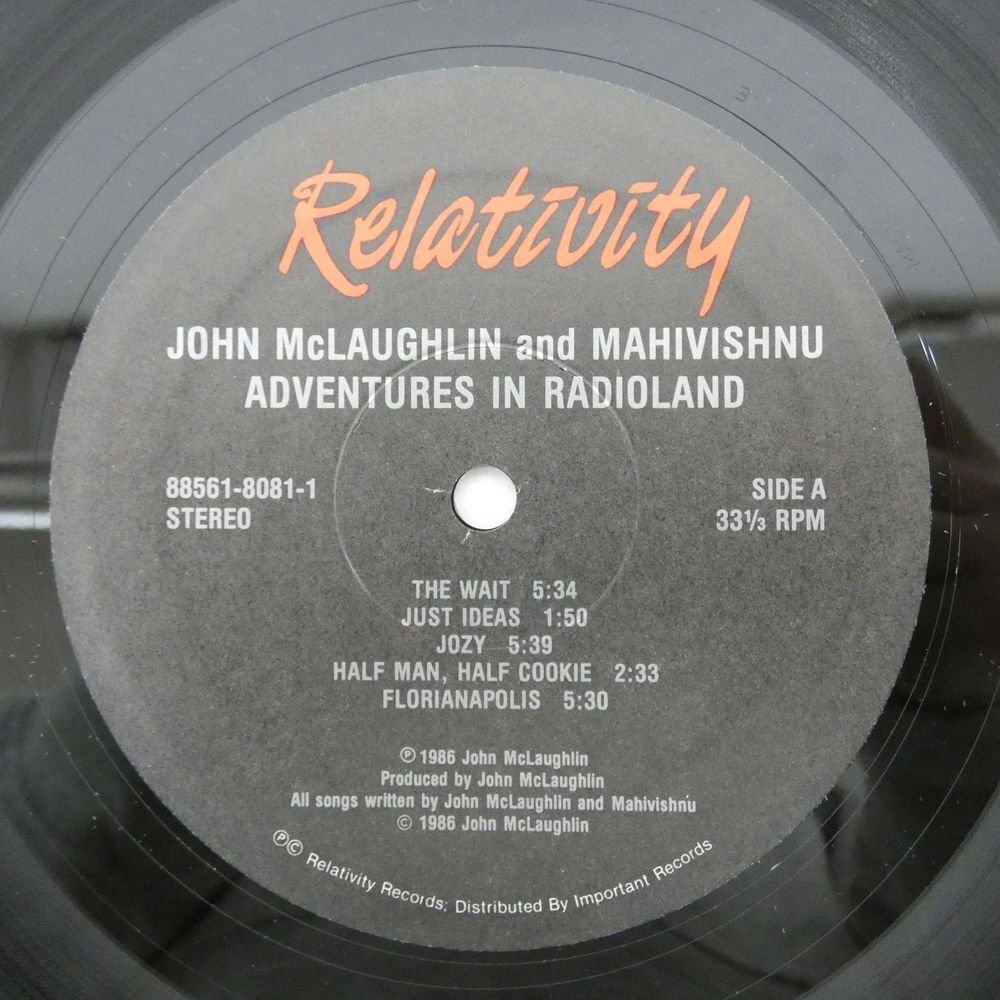 Relativity
JOHN McLAUGHLIN and MAHIVISHNU
ADVENTURES IN RADIOLAND
88561-8081-1
STEREO
SIDE A
33⅓ RPM
THE WAIT 5:34
JUST IDEAS 1:50
JOZY 5:39
HALF MAN, HALF COOKIE 2:33
FLORIANAPOLIS 5:30
℗ 1986 John McLaughlin
Produced by John McLaughlin
All songs written by John McLaughlin and Mahivishnu
© 1986 John McLaughlin
℗© Relativity Records; Distributed By Important Records